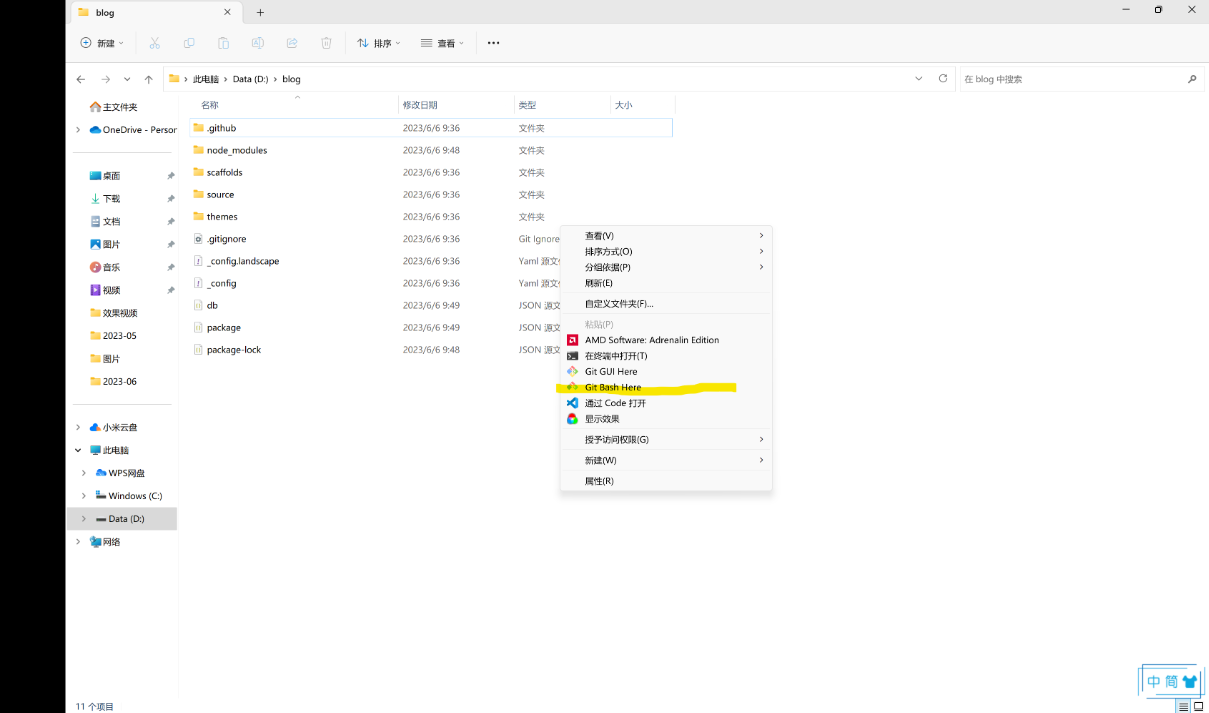 blog
新建
排序
查看
此电脑 > Data (D:) > blog
在 blog 中搜索
主文件夹
OneDrive - Person
桌面
下载
文档
图片
音乐
视频
效果视频
2023-05
图片
2023-06
小米云盘
此电脑
WPS网盘
Windows (C:)
Data (D:)
网络
名称 修改日期 类型 大小
.github 2023/6/6 9:36 文件夹
node_modules 2023/6/6 9:48 文件夹
scaffolds 2023/6/6 9:36 文件夹
source 2023/6/6 9:36 文件夹
themes 2023/6/6 9:36 文件夹
.gitignore 2023/6/6 9:36 Git Ignore
_config.landscape 2023/6/6 9:36 Yaml 源文
_config 2023/6/6 9:36 Yaml 源文
db 2023/6/6 9:49 JSON 源文
package 2023/6/6 9:49 JSON 源文
package-lock 2023/6/6 9:48 JSON 源文
查看(V)
排序方式(O)
分组依据(P)
刷新(E)
自定义文件夹(F)...
粘贴(P)
AMD Software: Adrenalin Edition
在终端中打开(T)
Git GUI Here
Git Bash Here
通过 Code 打开
显示效果
授予访问权限(G)
新建(W)
属性(R)
11 个项目
中 简